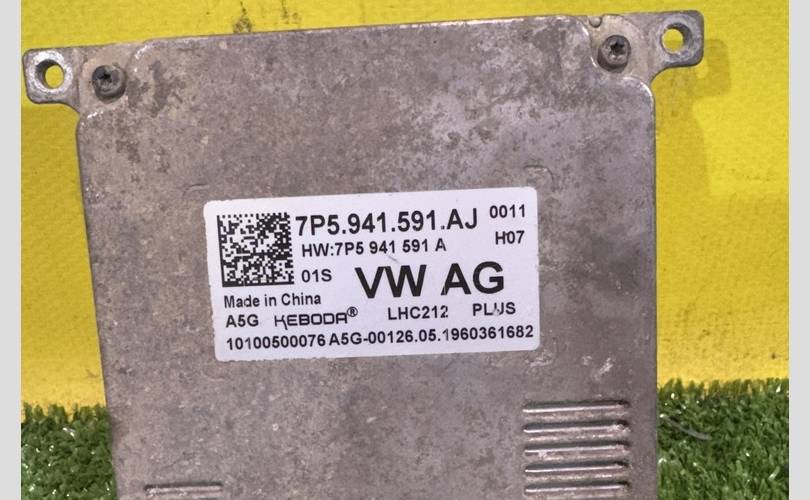 7P5.941.591.AJ 0011
HW:7P5 941 591 A H07
01S VW AG
Made in China
A5G KEBODA® LHC212 PLUS
10100500076 A5G-00126.05.1960361682